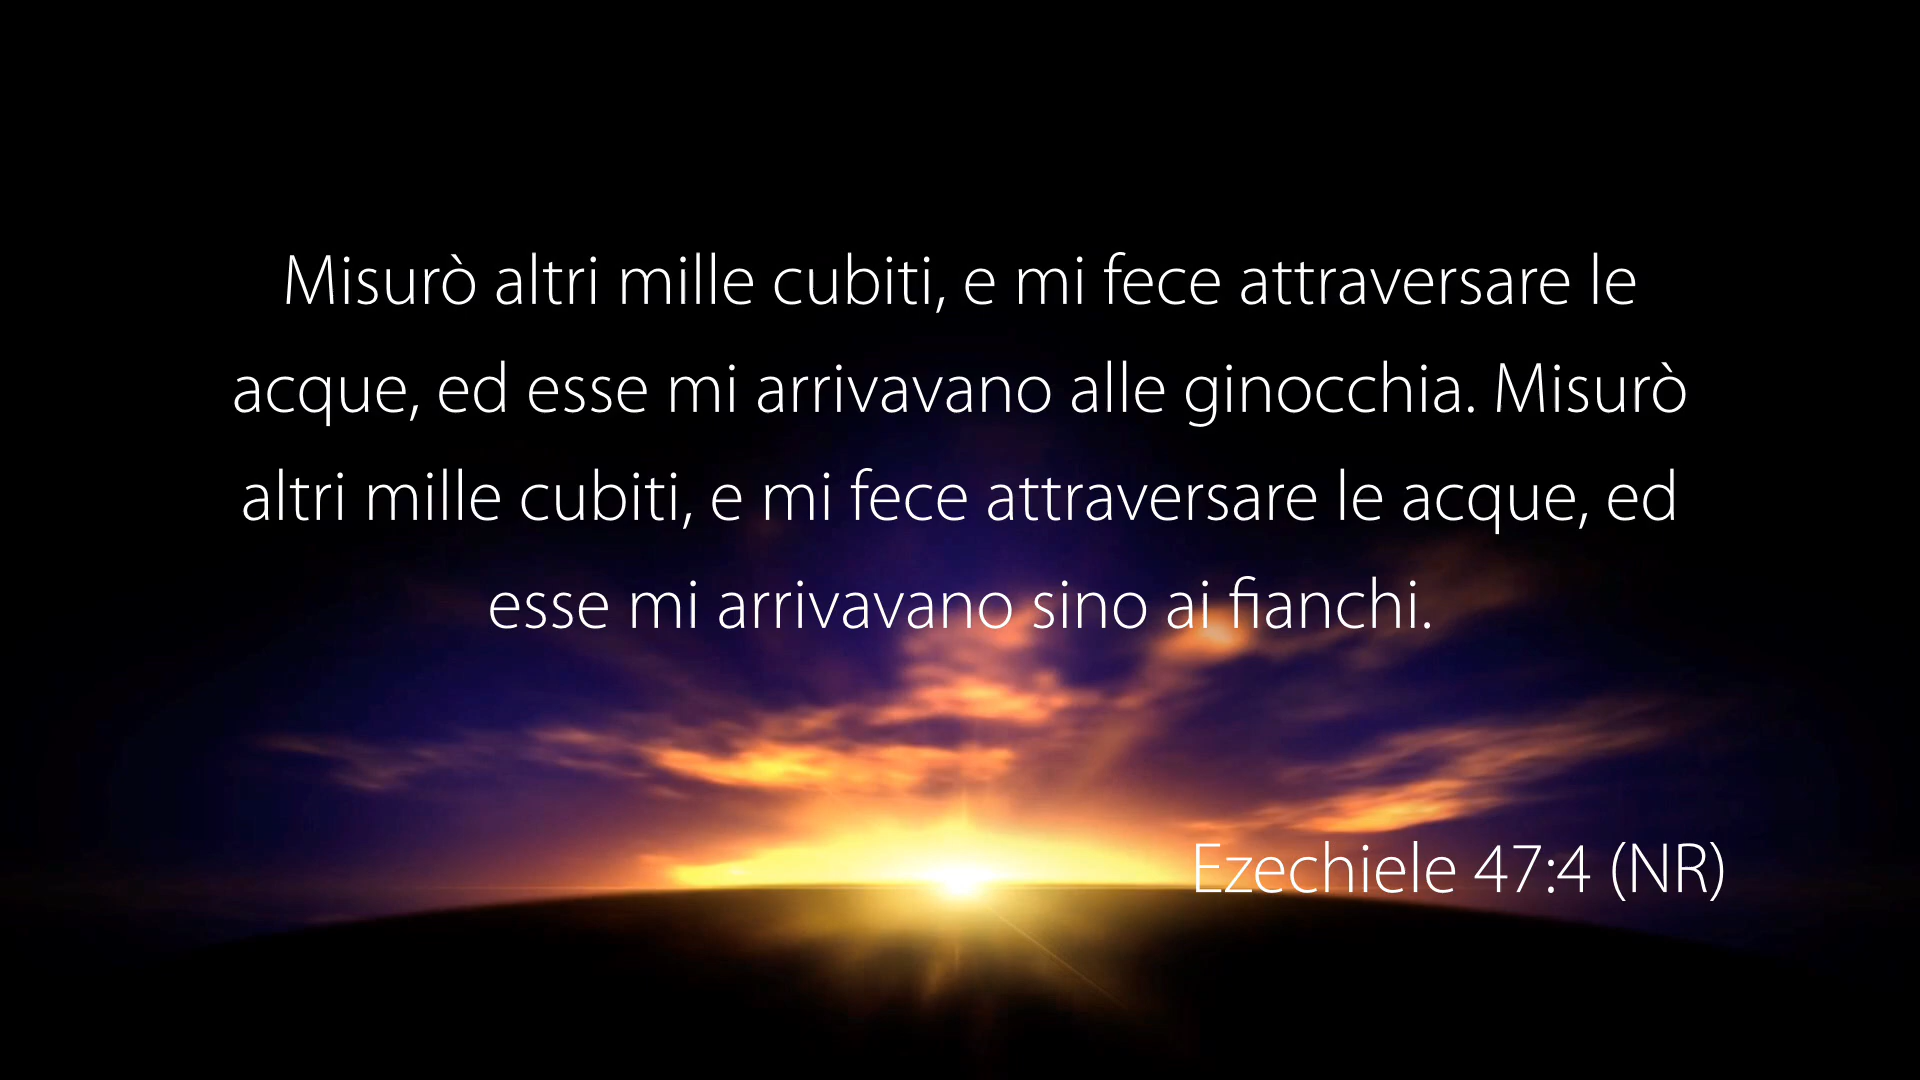 Misurò altri mille cubiti, e mi fece attraversare le
acque, ed esse mi arrivavano alle ginocchia. Misurò
altri mille cubiti, e mi fece attraversare le acque, ed
esse mi arrivavano sino ai fianchi.
Ezechiele 47:4 (NR)